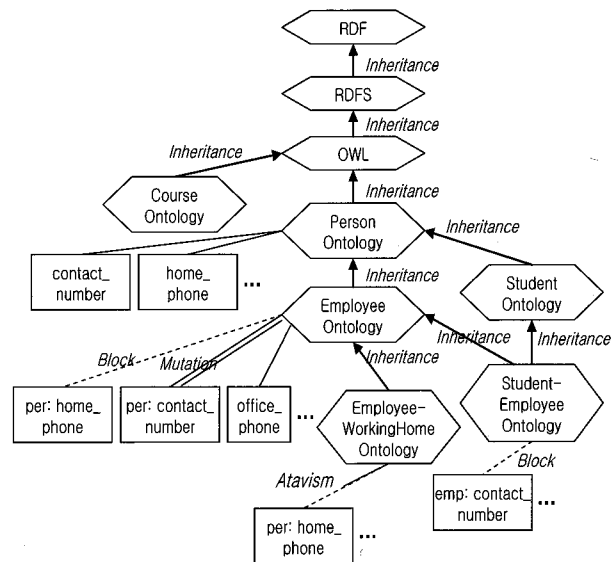 RDF
Inheritance
RDFS
Inheritance
Inheritance
OWL
Inheritance
Course
Ontology
Person
Ontology
Inheritance
contact_
number
home_
phone
...
Inheritance
Student
Ontology
Employee
Ontology
Inheritance
Inheritance
Block
Mutation
Inheritance
per: home_
phone
per: contact_
number
office_
phone
...
Employee-
WorkingHome
Ontology
Student-
Employee
Ontology
Atavism
Block
emp: contact_
number
...
per: home_
phone
...